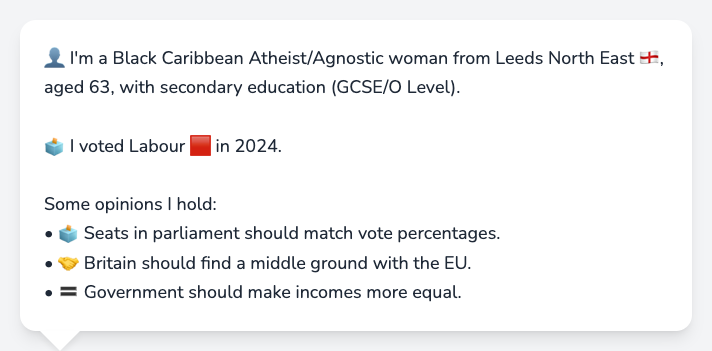 👤 I'm a Black Caribbean Atheist/Agnostic woman from Leeds North East 🏴󠁧󠁢󠁥󠁮󠁧󠁿,
aged 63, with secondary education (GCSE/O Level).
🗳️ I voted Labour 🟥 in 2024.
Some opinions I hold:
• 🗳️ Seats in parliament should match vote percentages.
• 🤝 Britain should find a middle ground with the EU.
• 🟰 Government should make incomes more equal.